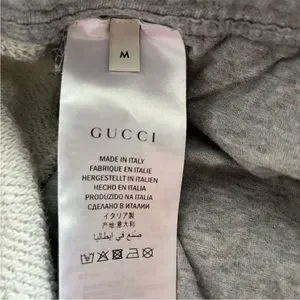 M
GUCCI
MADE IN ITALY
FABRIQUE EN ITALIE
HERGESTELLT IN ITALIEN
HECHO EN ITALIA
PRODUZIDO NA ITALIA
СДЕЛАНО В ИТАЛИИ
イタリア製
产地 意大利
صنع في إيطاليا